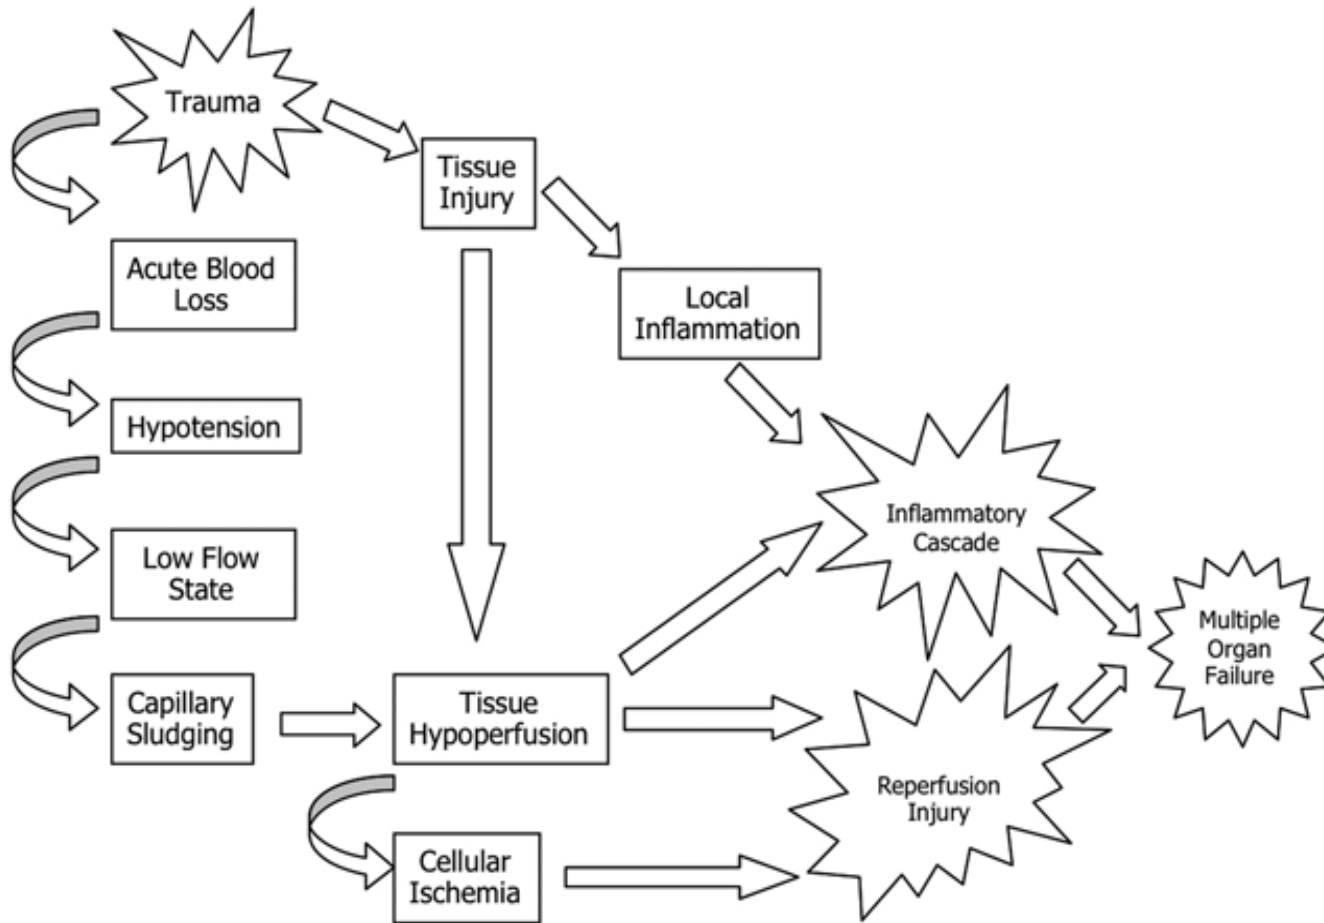 Trauma
Tissue
Injury
Acute Blood
Loss
Local
Inflammation
Hypotension
Inflammatory
Cascade
Low Flow
State
Multiple
Organ
Failure
Capillary
Sludging
Tissue
Hypoperfusion
Reperfusion
Injury
Cellular
Ischemia